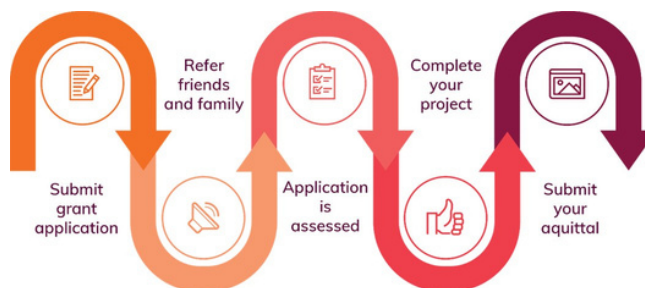 Submit
grant
application
Refer
friends
and family
Application
is
assessed
Complete
your
project
Submit
your
aquittal